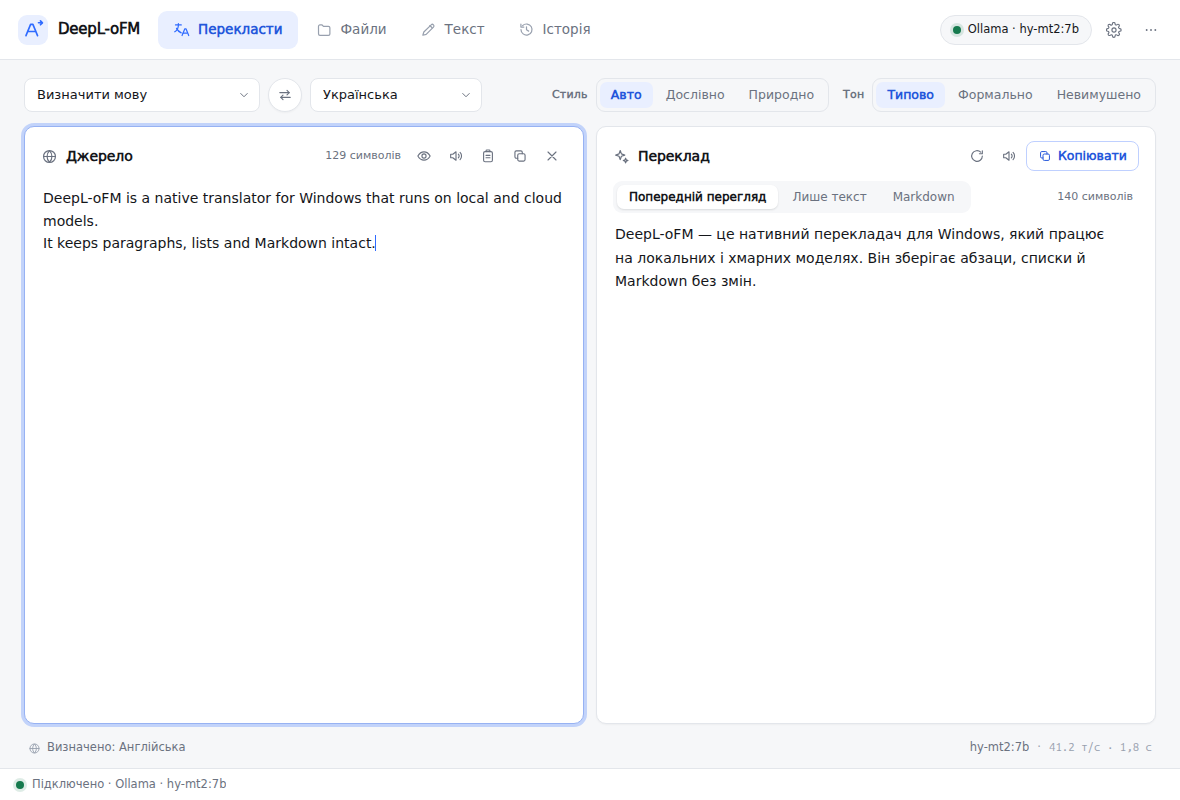 DeepL-oFM
Перекласти
Файли
Текст
Історія
Ollama · hy-mt2:7b
Визначити мову
Українська
Стиль
Авто
Дослівно
Природно
Тон
Типово
Формально
Невимушено
Джерело
129 символів
DeepL-oFM is a native translator for Windows that runs on local and cloud
models.
It keeps paragraphs, lists and Markdown intact.
Переклад
Копіювати
Попередній перегляд
Лише текст
Markdown
140 символів
DeepL-oFM — це нативний перекладач для Windows, який працює
на локальних і хмарних моделях. Він зберігає абзаци, списки й
Markdown без змін.
Визначено: Англійська
hy-mt2:7b · 41.2 т/с · 1,8 с
Підключено · Ollama · hy-mt2:7b